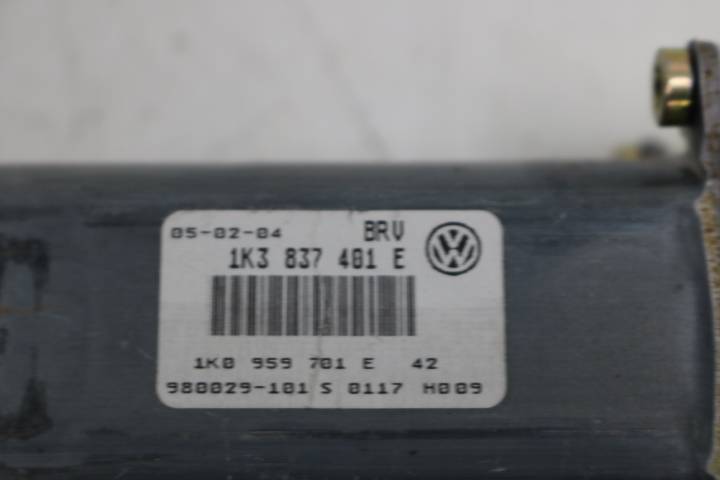 05-02-04 BRV
1K3 837 401 E
1K0 959 701 E 42
980029-101 S 0117 H009